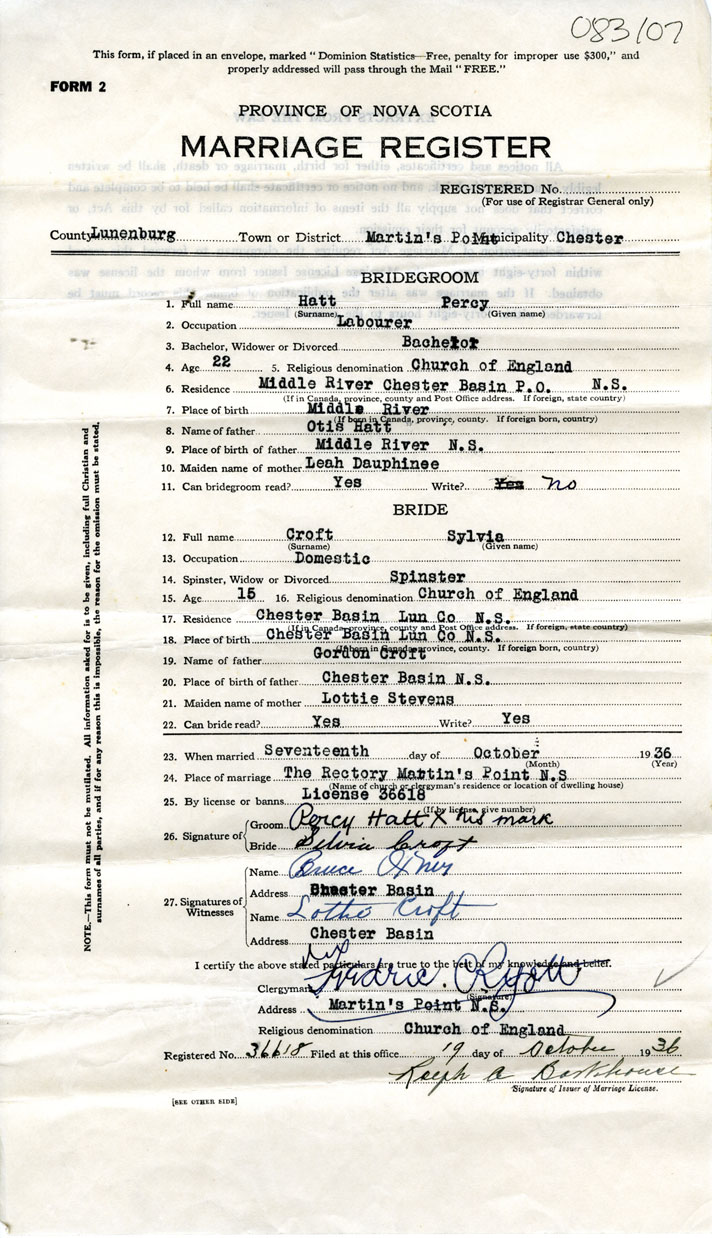 083/07
This form, if placed in an envelope, marked "Dominion Statistics—Free, penalty for improper use $300," and
properly addressed will pass through the Mail "FREE."
FORM 2
PROVINCE OF NOVA SCOTIA
MARRIAGE REGISTER
REGISTERED No.
(For use of Registrar General only)
County Lunenburg Town or District Martin's Point Municipality Chester
BRIDEGROOM
1. Full name Hatt Percy
(Surname) (Given name)
2. Occupation Labourer
3. Bachelor, Widower or Divorced Bachelor
4. Age 22 5. Religious denomination Church of England
6. Residence Middle River Chester Basin P.O. N.S.
(If in Canada, province, county and Post Office address. If foreign, state country)
7. Place of birth Middle River
(If born in Canada, province, county. If foreign born, country)
8. Name of father Otis Hatt
9. Place of birth of father Middle River N.S.
10. Maiden name of mother Leah Dauphinee
11. Can bridegroom read? Yes Write? Yes no
BRIDE
12. Full name Croft Sylvia
(Surname) (Given name)
13. Occupation Domestic
14. Spinster, Widow or Divorced Spinster
15. Age 15 16. Religious denomination Church of England
17. Residence Chester Basin Lun Co N.S.
(If in Canada, province, county and Post Office address. If foreign, state country)
18. Place of birth Chester Basin Lun Co N.S.
(If born in Canada, province, county. If foreign born, country)
19. Name of father Gordon Croft
20. Place of birth of father Chester Basin N.S.
21. Maiden name of mother Lottie Stevens
22. Can bride read? Yes Write? Yes
23. When married Seventeenth day of October 1936
(Month) (Year)
24. Place of marriage The Rectory Martin's Point N.S
(Name of church or clergyman's residence or location of dwelling house)
25. By license or banns License 36618
(If by license, give number)
26. Signature of Groom Percy Hatt X his mark
Bride Silvia Croft
27. Signatures of Witnesses
Name Bruce Oxner
Address Chester Basin
Name Lottie Croft
Address Chester Basin
I certify the above stated particulars are true to the best of my knowledge and belief.
Clergyman
(Signature)
Address Martin's Point N.S.
Religious denomination Church of England
Registered No. 36618 Filed at this office 19 day of October 1936
Ralph A Barkhouse
Signature of Issuer of Marriage License.
[SEE OTHER SIDE]
NOTE.—This form must not be mutilated. All information asked for is to be given, including full Christian and
surnames of all parties, and if for any reason this is impossible, the reason for the omission must be stated.